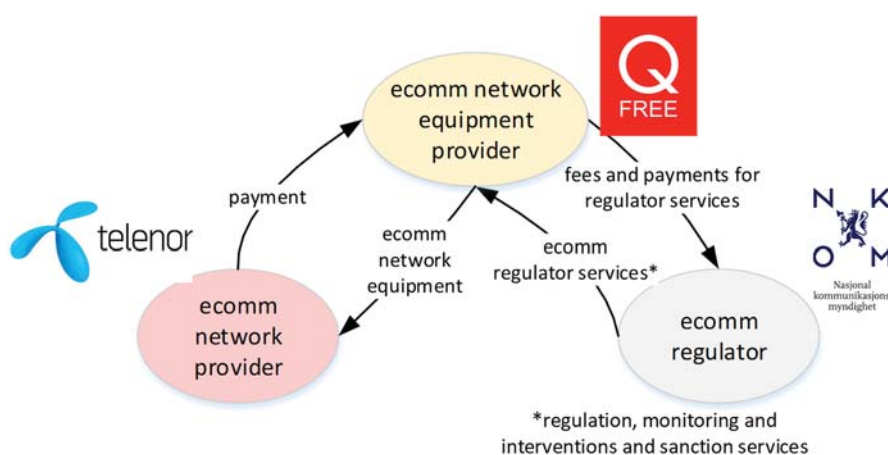 ecomm network
equipment
provider
Q
FREE
fees and payments for
regulator services
payment
telenor
ecomm
network
equipment
ecomm
regulator services*
N K
O M
Nasjonal
kommunikasjons
myndighet
ecomm
network
provider
ecomm
regulator
*regulation, monitoring and
interventions and sanction services